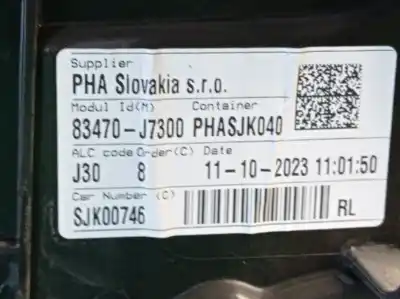 Supplier
PHA Slovakia s.r.o.
Modul Id(M) Container
83470-J7300 PHASJK040
ALC code Order(C) Date
J30 8 11-10-2023 11:01:50
Car Number (C)
SJK00746 RL